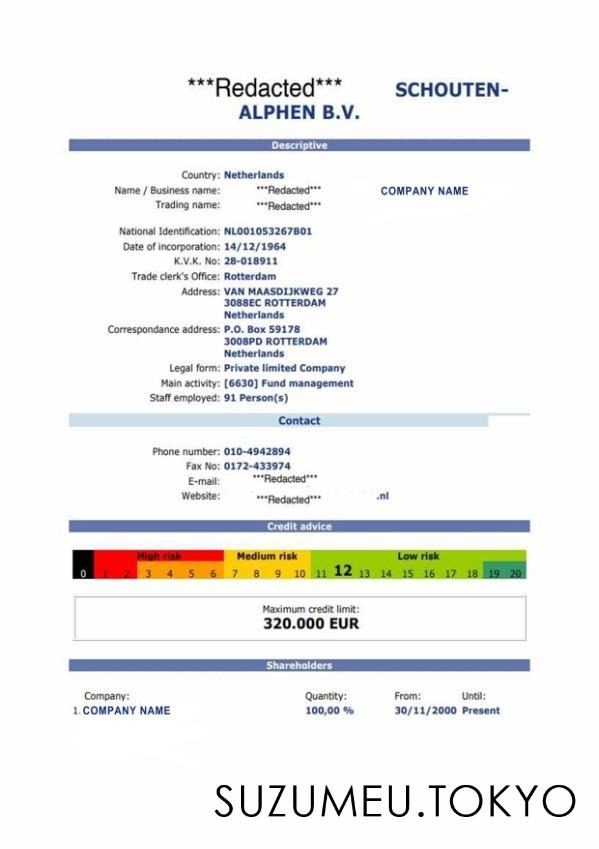 ***Redacted*** SCHOUTEN-
ALPHEN B.V.
Descriptive
Country: Netherlands
Name / Business name: ***Redacted*** COMPANY NAME
Trading name: ***Redacted***
National Identification: NL001053267B01
Date of incorporation: 14/12/1964
K.V.K. No: 28-018911
Trade clerk's Office: Rotterdam
Address: VAN MAASDIJKWEG 27
3088EC ROTTERDAM
Netherlands
Correspondance address: P.O. Box 59178
3008PD ROTTERDAM
Netherlands
Legal form: Private limited Company
Main activity: [6630] Fund management
Staff employed: 91 Person(s)
Contact
Phone number: 010-4942894
Fax No: 0172-433974
E-mail: ***Redacted***
Website: ***Redacted*** .nl
Credit advice
High risk Medium risk Low risk
0 1 2 3 4 5 6 7 8 9 10 11 12 13 14 15 16 17 18 19 20
Maximum credit limit:
320.000 EUR
Shareholders
Company: Quantity: From: Until:
1. COMPANY NAME 100,00 % 30/11/2000 Present
SUZUMEU.TOKYO